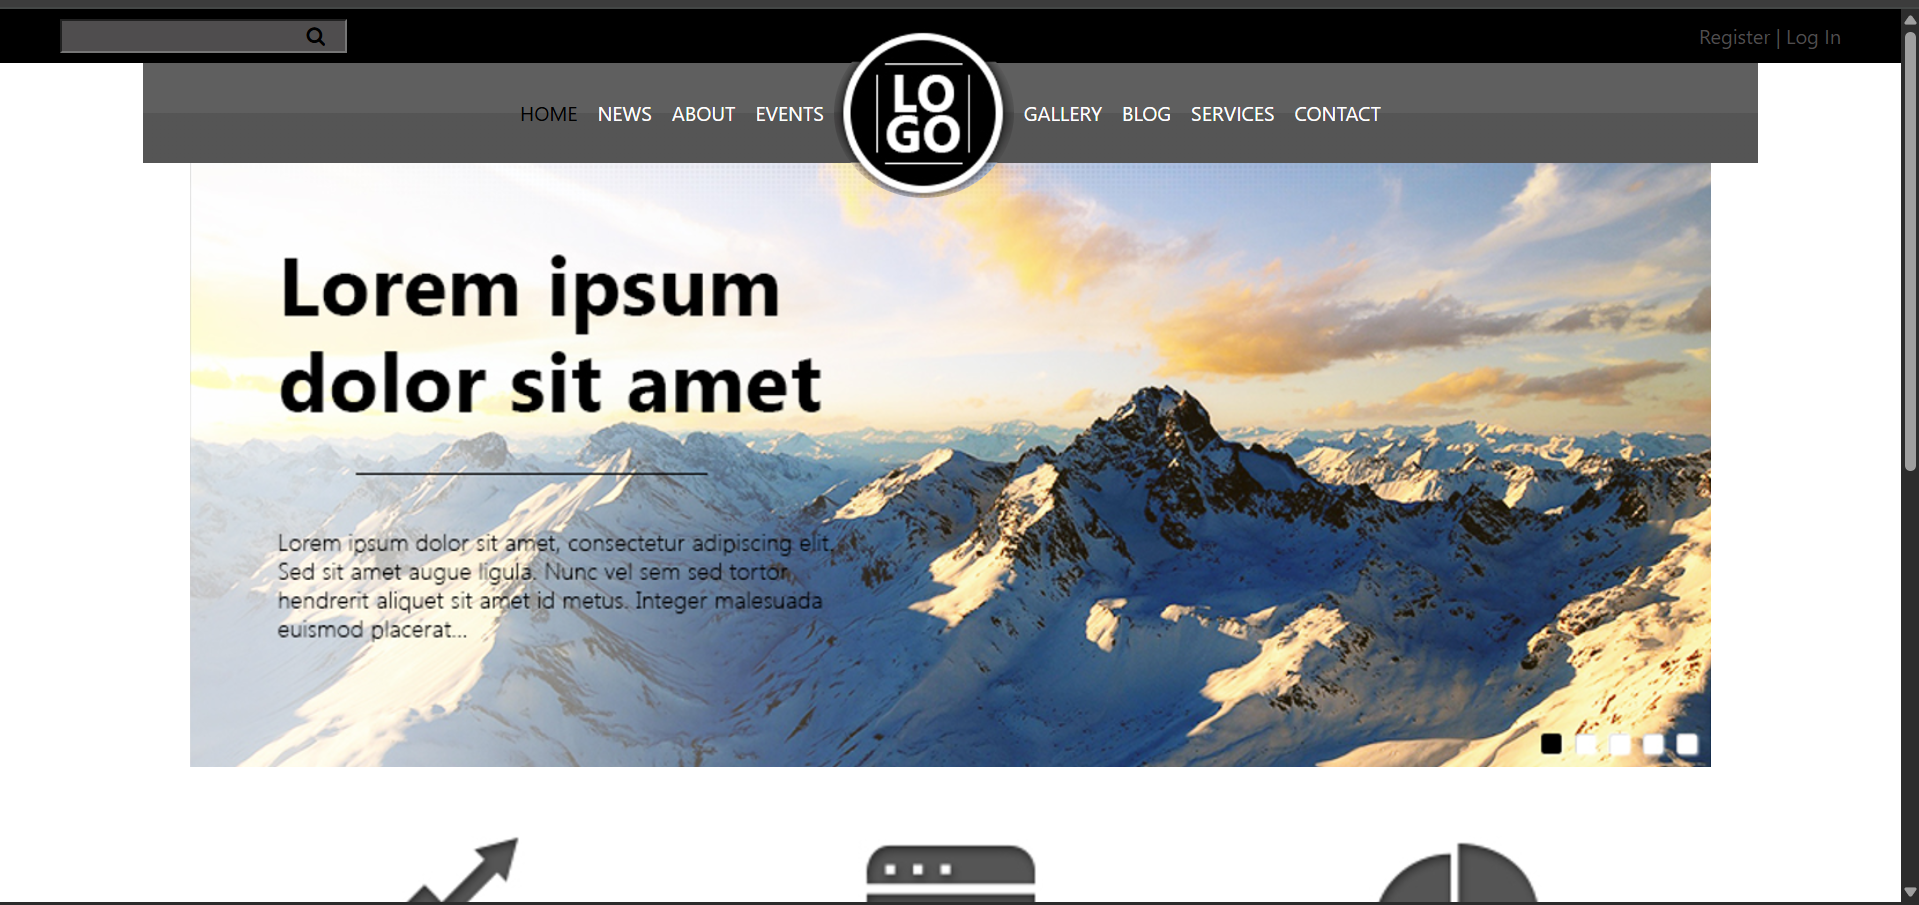 Register | Log In
HOME NEWS ABOUT EVENTS LO GO GALLERY BLOG SERVICES CONTACT
Lorem ipsum
dolor sit amet
Lorem ipsum dolor sit amet, consectetur adipiscing elit.
Sed sit amet augue ligula. Nunc vel sem sed tortor
hendrerit aliquet sit amet id metus. Integer malesuada
euismod placerat...